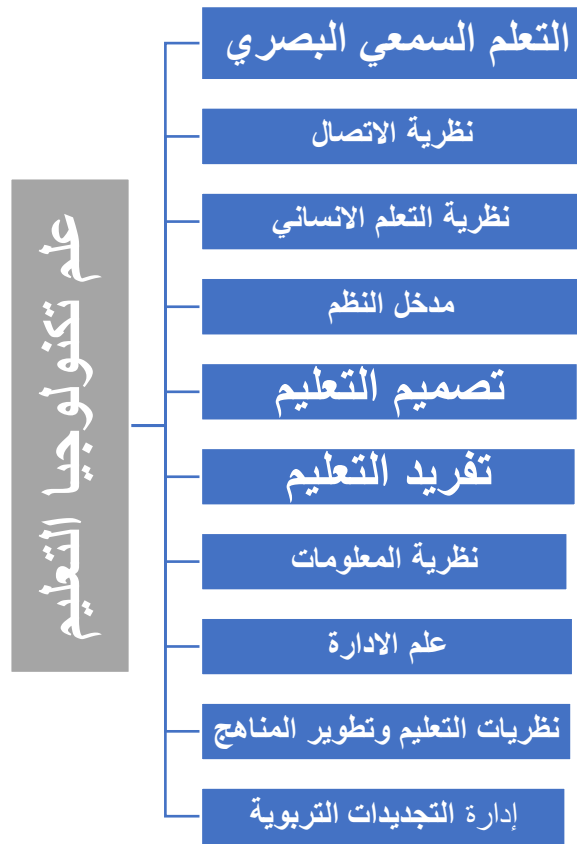 علم تكنولوجيا التعليم
التعلم السمعي البصري
نظرية الاتصال
نظرية التعلم الانساني
مدخل النظم
تصميم التعليم
تفريد التعليم
نظرية المعلومات
علم الادارة
نظريات التعليم وتطوير المناهج
إدارة التجديدات التربوية